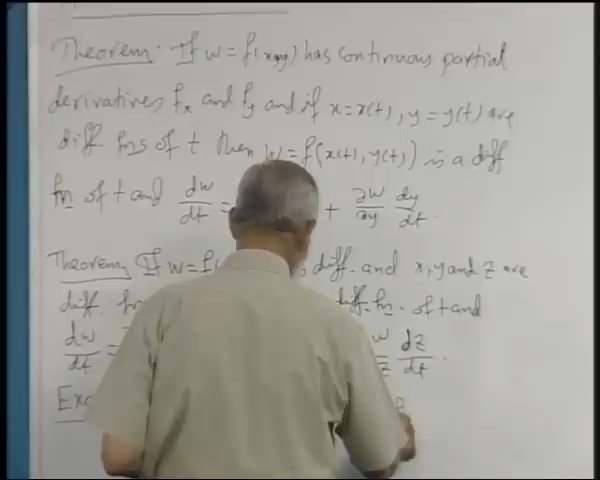 Theorem: If w = f(x,y) has continuous partial
derivatives fx and fy and if x = x(t), y = y(t) are
diff. fns of t then W = f(x(t), y(t)) is a diff
fn of t and dw/dt = + ∂w/∂y dy/dt.
Theorem If w = f( diff. and x, y and z are
diff. diff. fn. of t and
dw/dt = dz/dt.